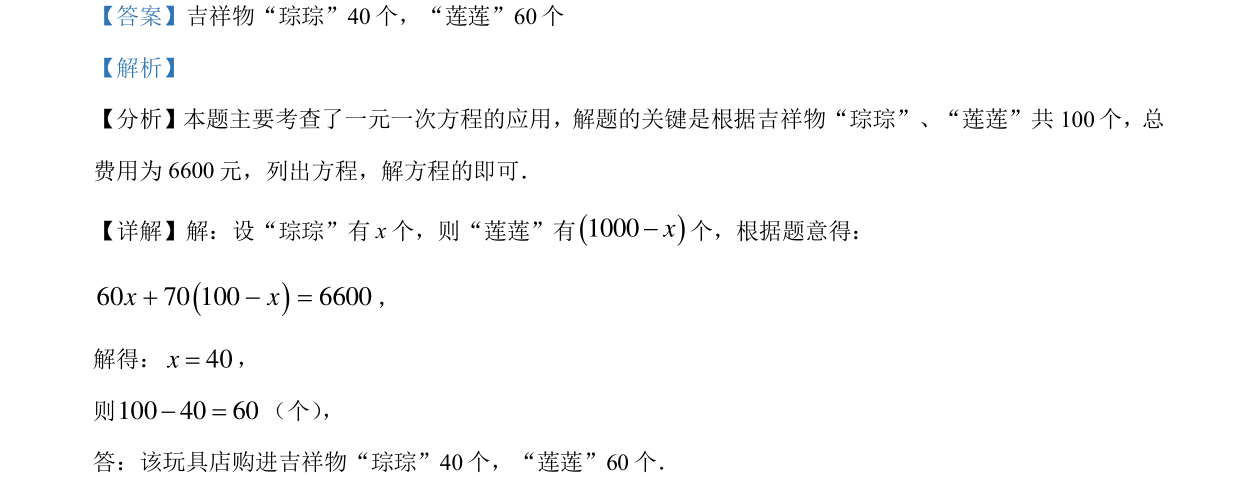 【答案】吉祥物“琮琮”40个，“莲莲”60个
【解析】
【分析】本题主要考查了一元一次方程的应用，解题的关键是根据吉祥物“琮琮”、“莲莲”共100个，总
费用为6600元，列出方程，解方程的即可．
【详解】解：设“琮琮”有x个，则“莲莲”有(1000－x)个，根据题意得：
60x＋70(100－x)＝6600，
解得：x＝40，
则100－40＝60（个），
答：该玩具店购进吉祥物“琮琮”40个，“莲莲”60个．